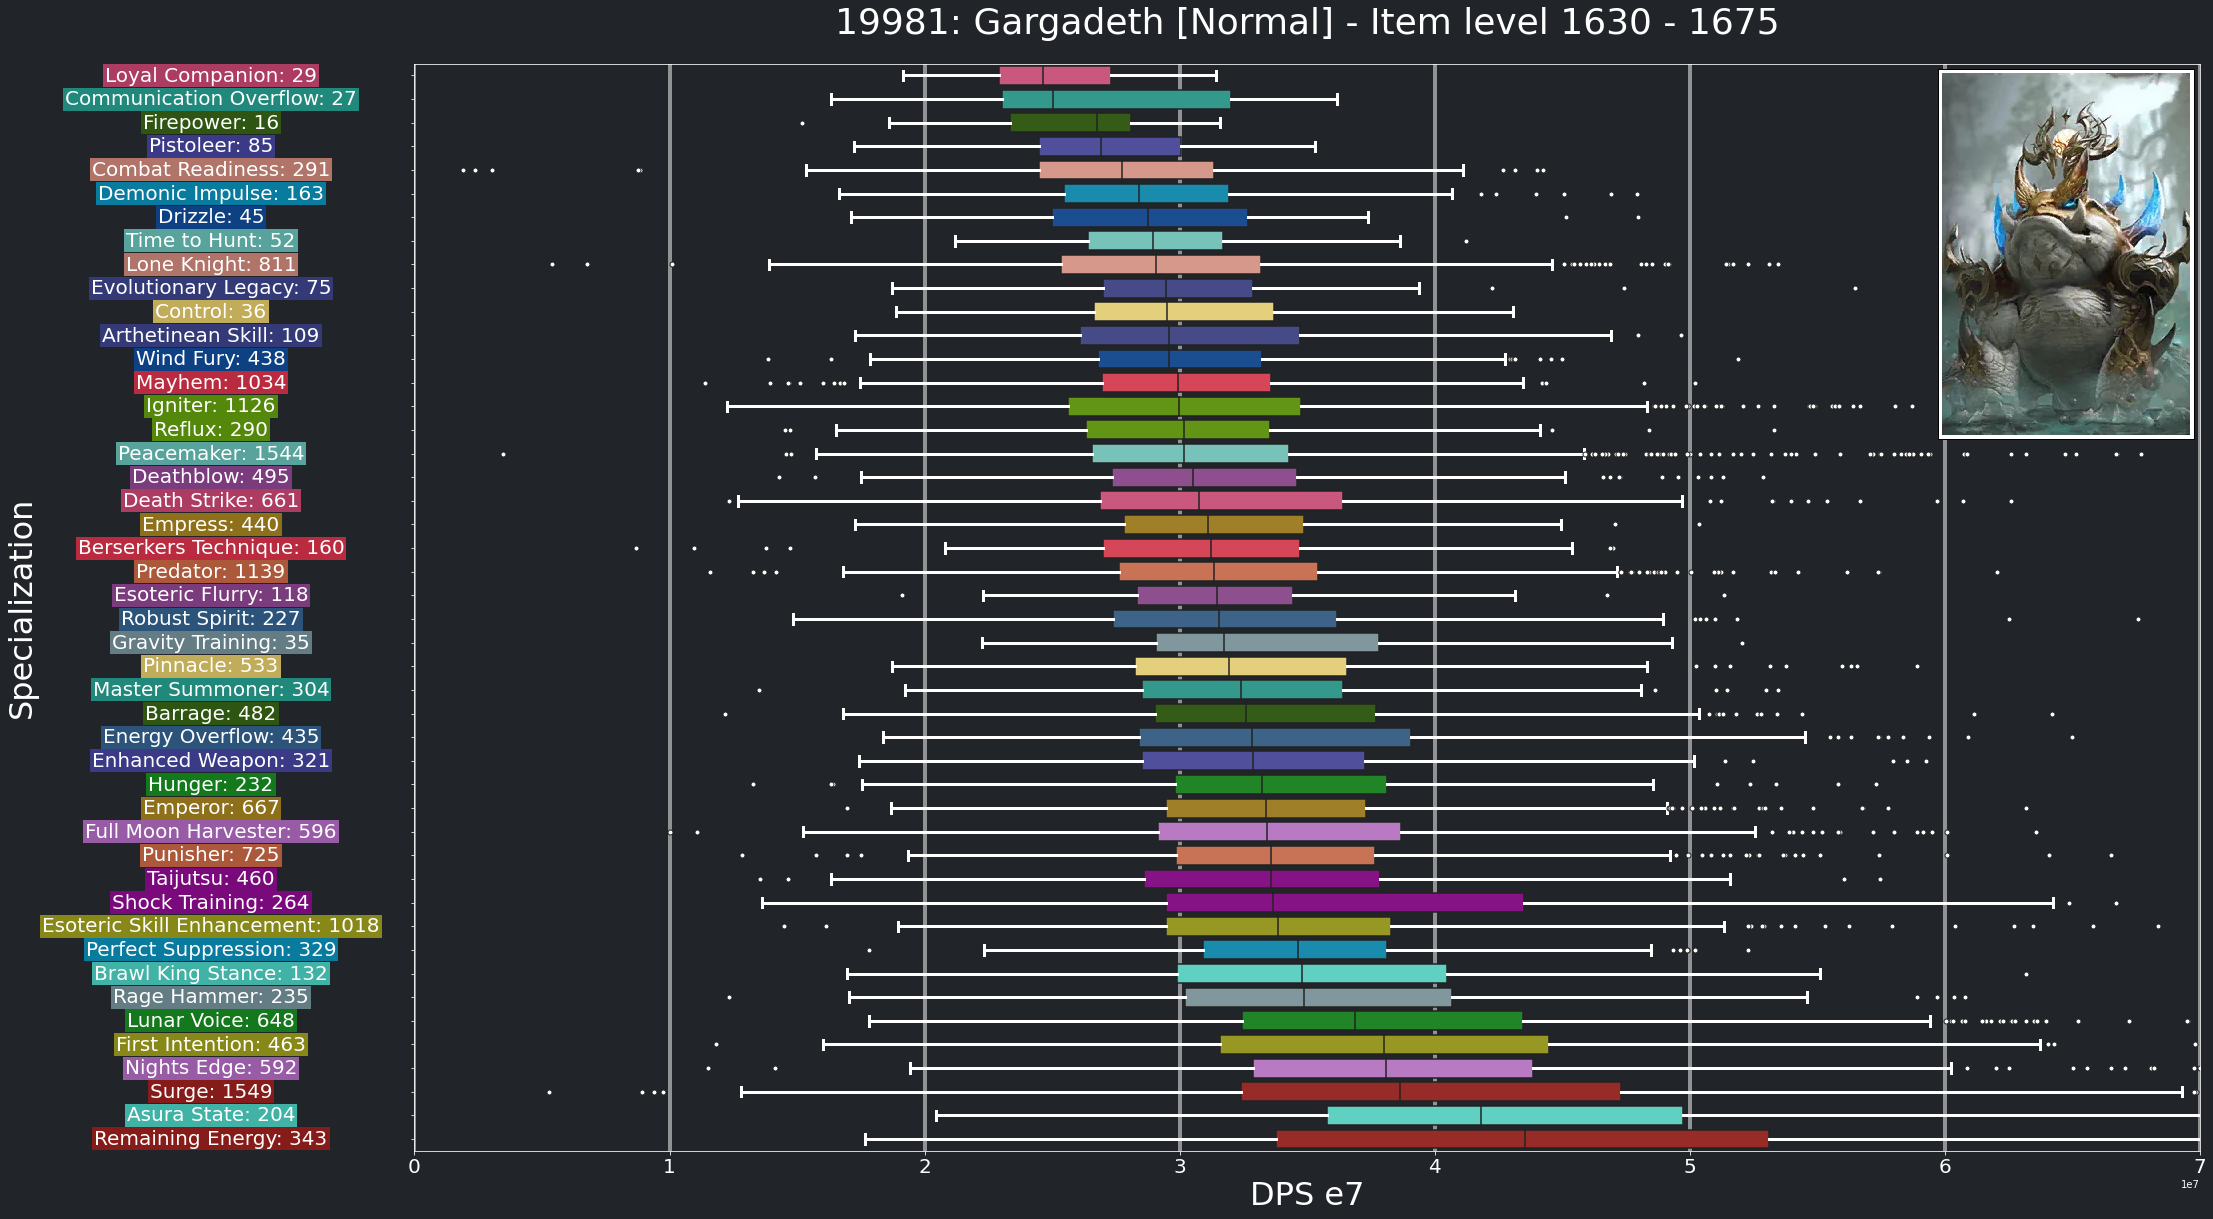 19981: Gargadeth [Normal] - Item level 1630 - 1675
Specialization
Loyal Companion: 29
Communication Overflow: 27
Firepower: 16
Pistoleer: 85
Combat Readiness: 291
Demonic Impulse: 163
Drizzle: 45
Time to Hunt: 52
Lone Knight: 811
Evolutionary Legacy: 75
Control: 36
Arthetinean Skill: 109
Wind Fury: 438
Mayhem: 1034
Igniter: 1126
Reflux: 290
Peacemaker: 1544
Deathblow: 495
Death Strike: 661
Empress: 440
Berserkers Technique: 160
Predator: 1139
Esoteric Flurry: 118
Robust Spirit: 227
Gravity Training: 35
Pinnacle: 533
Master Summoner: 304
Barrage: 482
Energy Overflow: 435
Enhanced Weapon: 321
Hunger: 232
Emperor: 667
Full Moon Harvester: 596
Punisher: 725
Taijutsu: 460
Shock Training: 264
Esoteric Skill Enhancement: 1018
Perfect Suppression: 329
Brawl King Stance: 132
Rage Hammer: 235
Lunar Voice: 648
First Intention: 463
Nights Edge: 592
Surge: 1549
Asura State: 204
Remaining Energy: 343
0 1 2 3 4 5 6 7
1e7
DPS e7